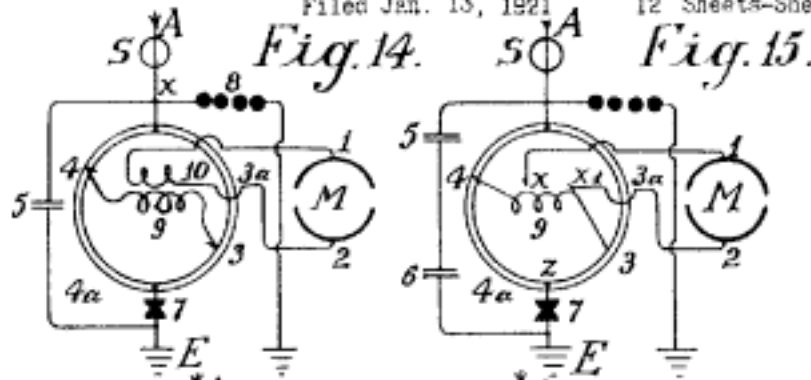 Filed Jan. 13, 1921 12 Sheets-She
A A
S Fig. 14. S Fig. 15.
x 8
5 1 1
4 10 3a 4 x x1 3a
5 9 M 9 M
3 2 3 2
4a 7 6 4a z 7
E E